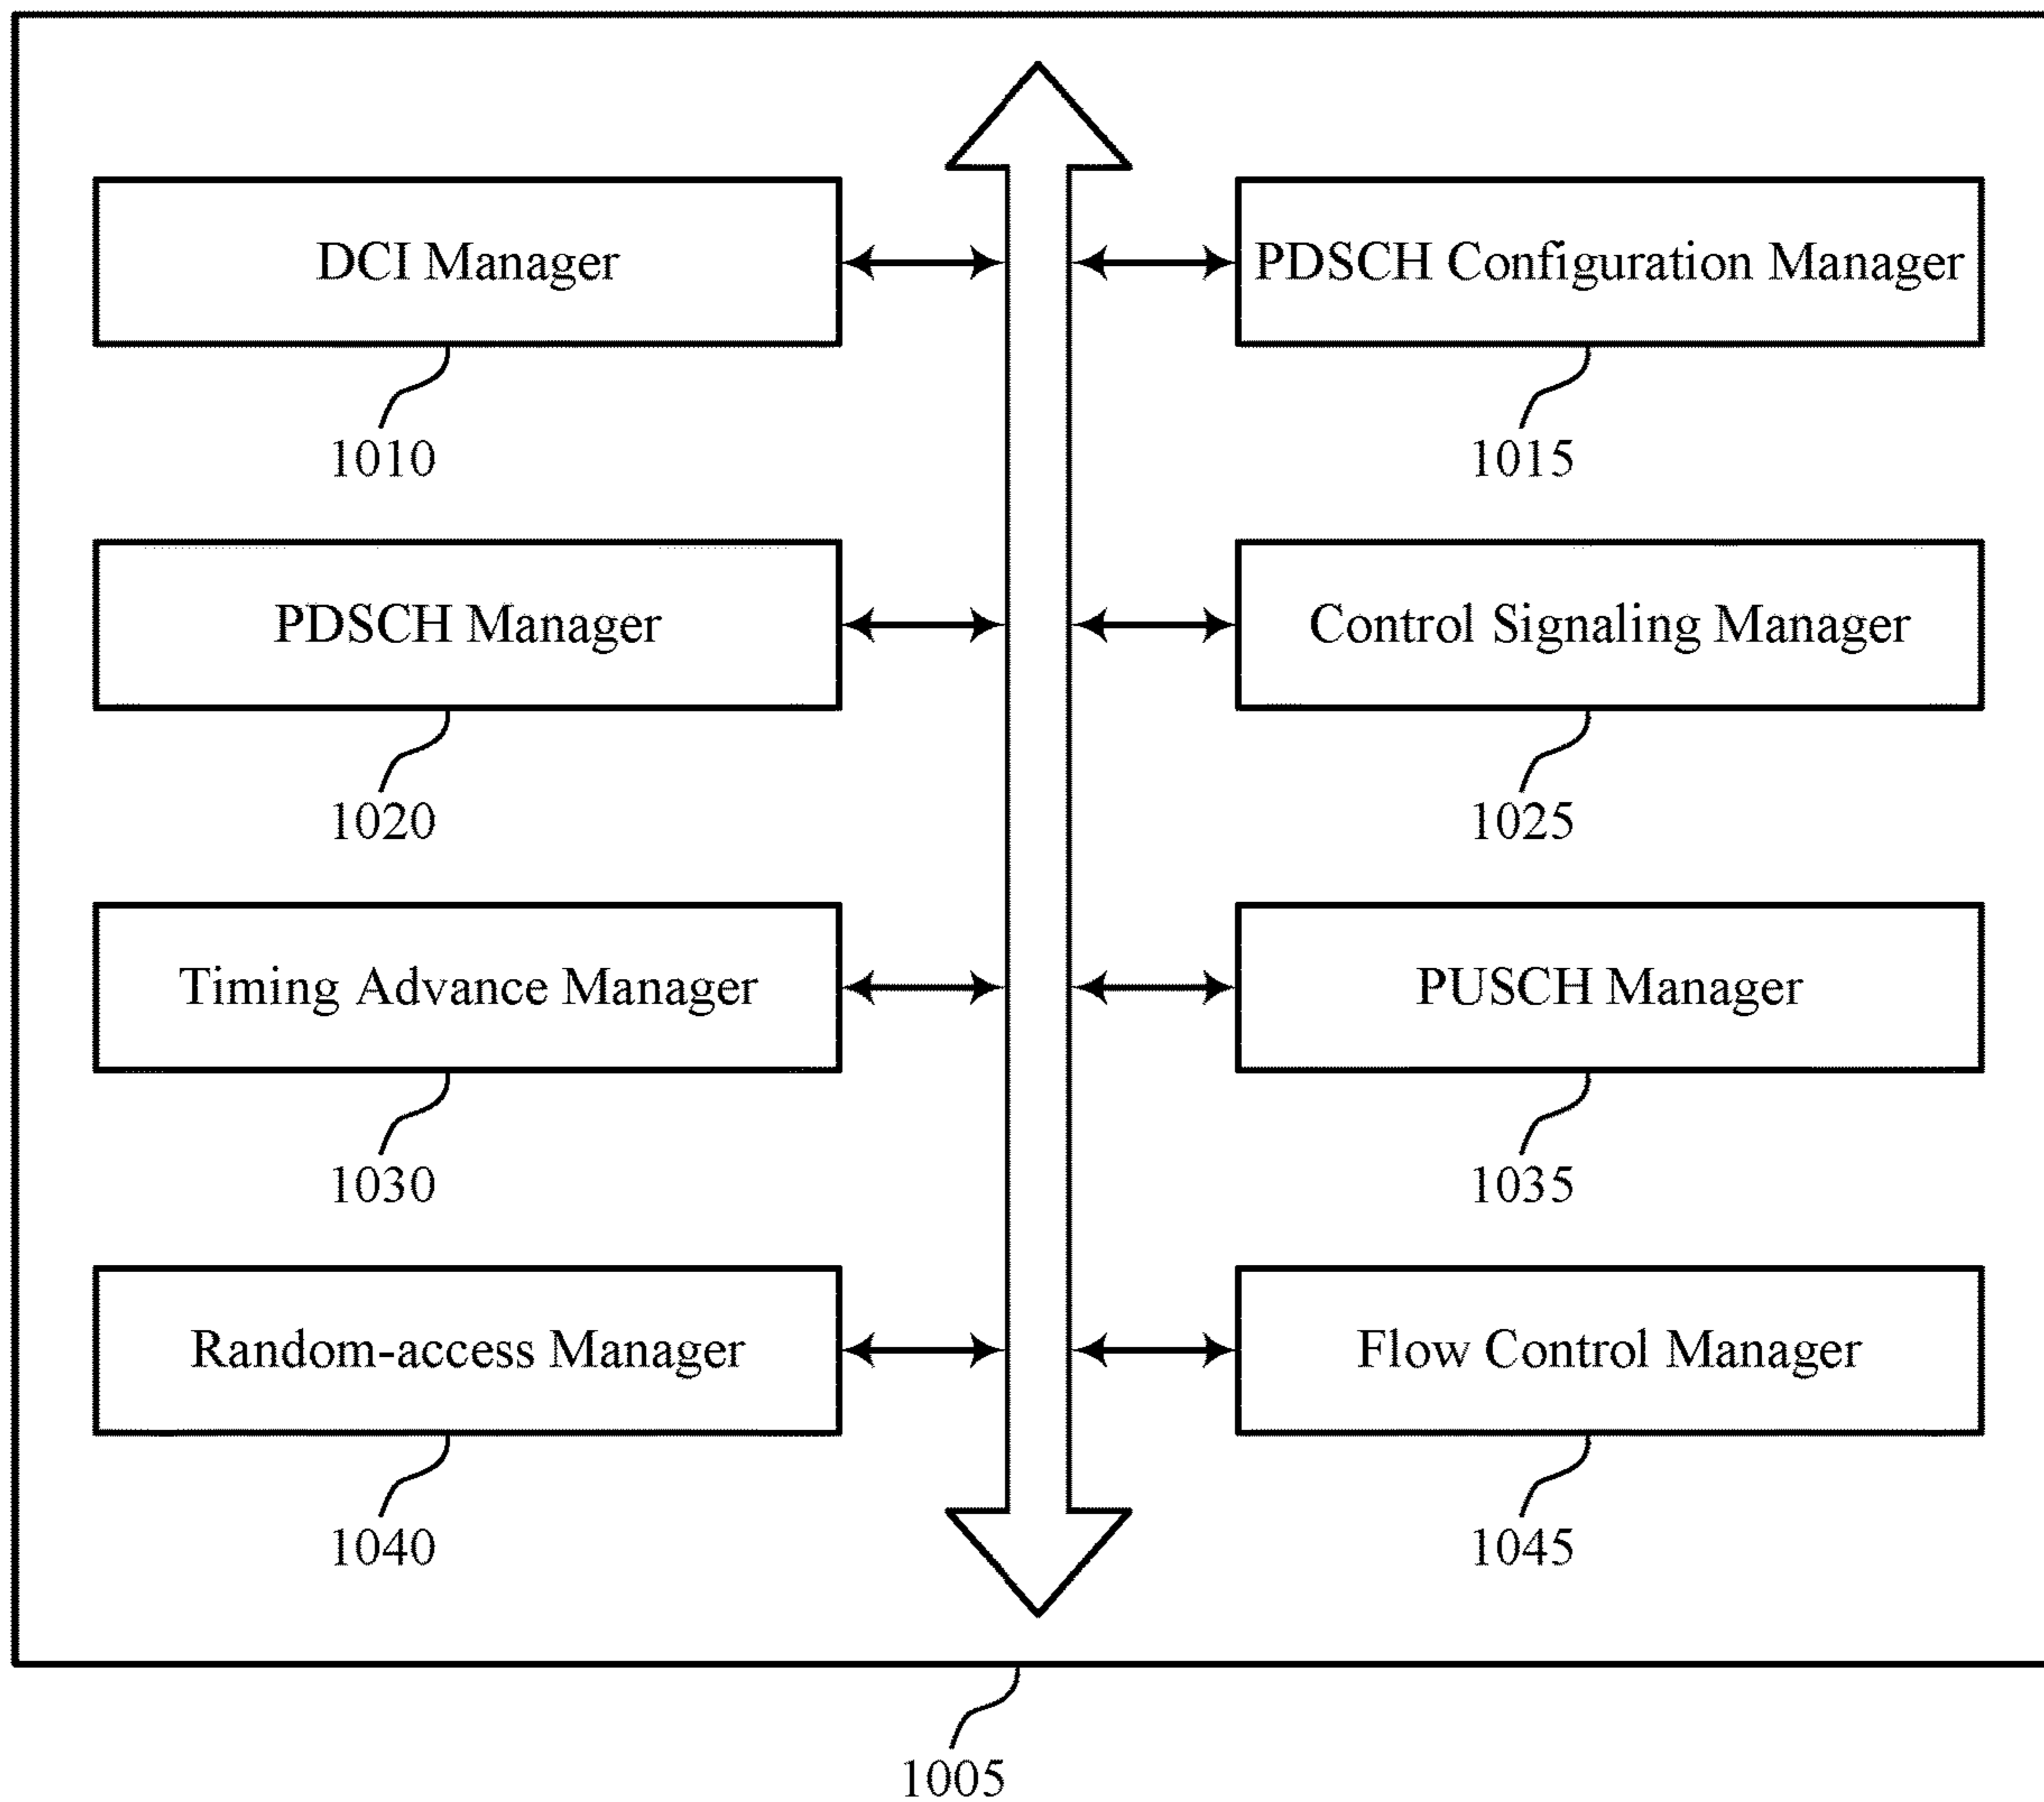 DCI Manager
PDSCH Configuration Manager
1010
1015
PDSCH Manager
Control Signaling Manager
1020
1025
Timing Advance Manager
PUSCH Manager
1030
1035
Random-access Manager
Flow Control Manager
1040
1045
1005